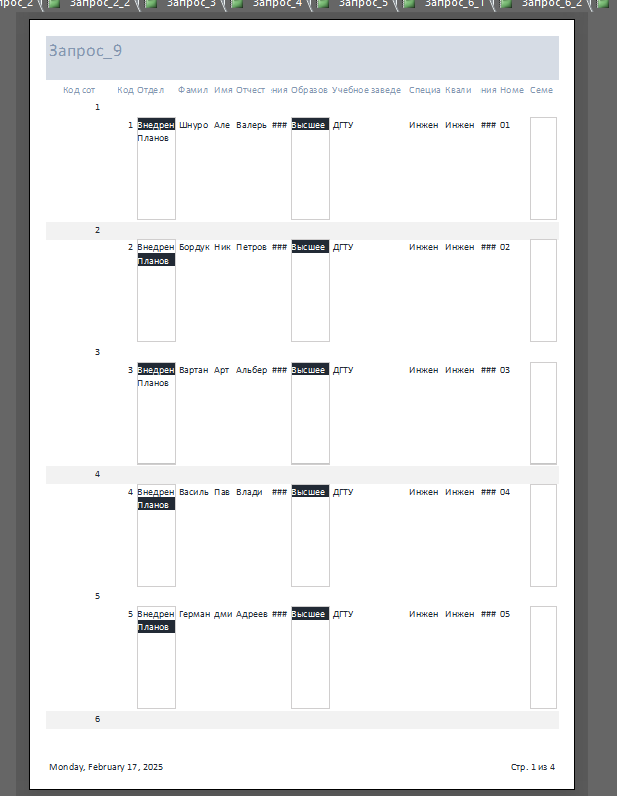 прос_2 Запрос_2_2 Запрос_3 Запрос_4 Запрос_5 Запрос_6_1 Запрос_6_2
Запрос_9
Код сот Код Отдел Фамил Имя Отчест ния Образов Учебное заведе Специа Квали ния Номе Семе
1
1 Внедрен Шнуро Але Валерь ### Высшее ДГТУ Инжен Инжен ### 01
Планов
2
2 Внедрен Бордук Ник Петров ### Высшее ДГТУ Инжен Инжен ### 02
Планов
3
3 Внедрен Вартан Арт Альбер ### Высшее ДГТУ Инжен Инжен ### 03
Планов
4
4 Внедрен Василь Пав Влади ### Высшее ДГТУ Инжен Инжен ### 04
Планов
5
5 Внедрен Герман дми Адреев ### Высшее ДГТУ Инжен Инжен ### 05
Планов
6
Monday, February 17, 2025 Стр. 1 из 4